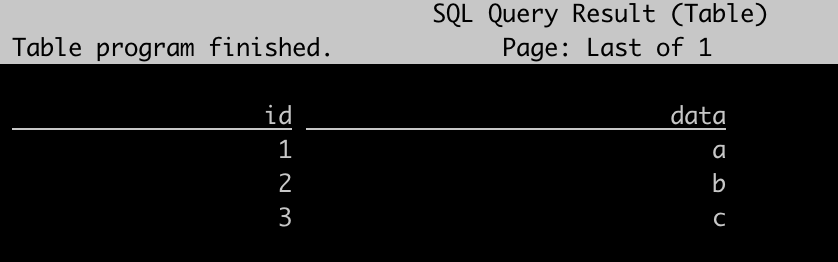 SQL Query Result (Table)
Table program finished. Page: Last of 1
id data
1 a
2 b
3 c